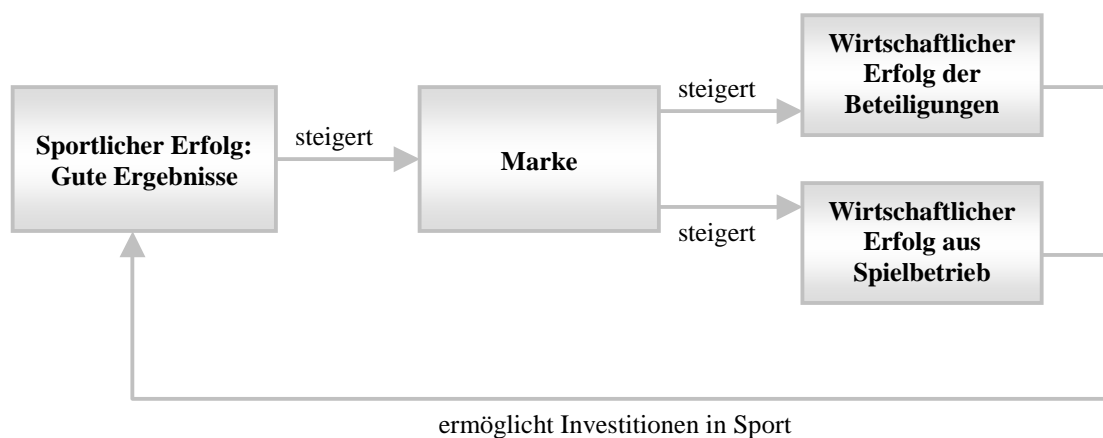 Sportlicher Erfolg:
Gute Ergebnisse
steigert
Marke
steigert
Wirtschaftlicher
Erfolg der
Beteiligungen
steigert
Wirtschaftlicher
Erfolg aus
Spielbetrieb
ermöglicht Investitionen in Sport